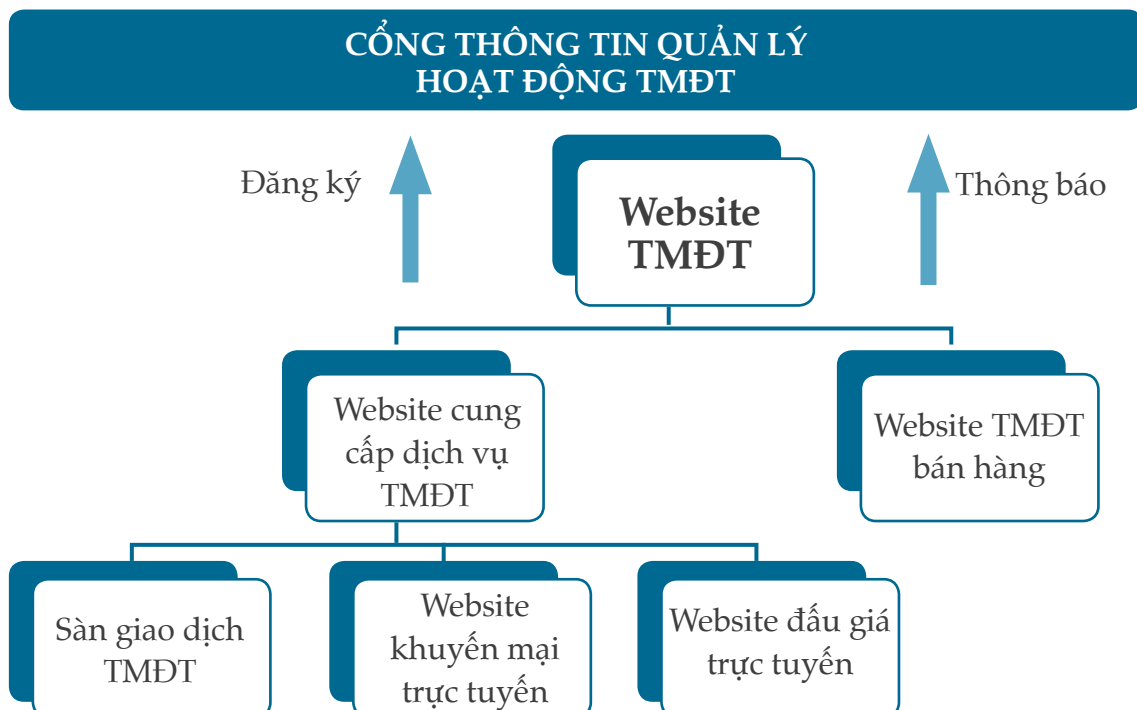 CỔNG THÔNG TIN QUẢN LÝ
HOẠT ĐỘNG TMĐT
Đăng ký
Website
TMĐT
Thông báo
Website cung
cấp dịch vụ
TMĐT
Website TMĐT
bán hàng
Sàn giao dịch
TMĐT
Website
khuyến mại
trực tuyến
Website đấu giá
trực tuyến